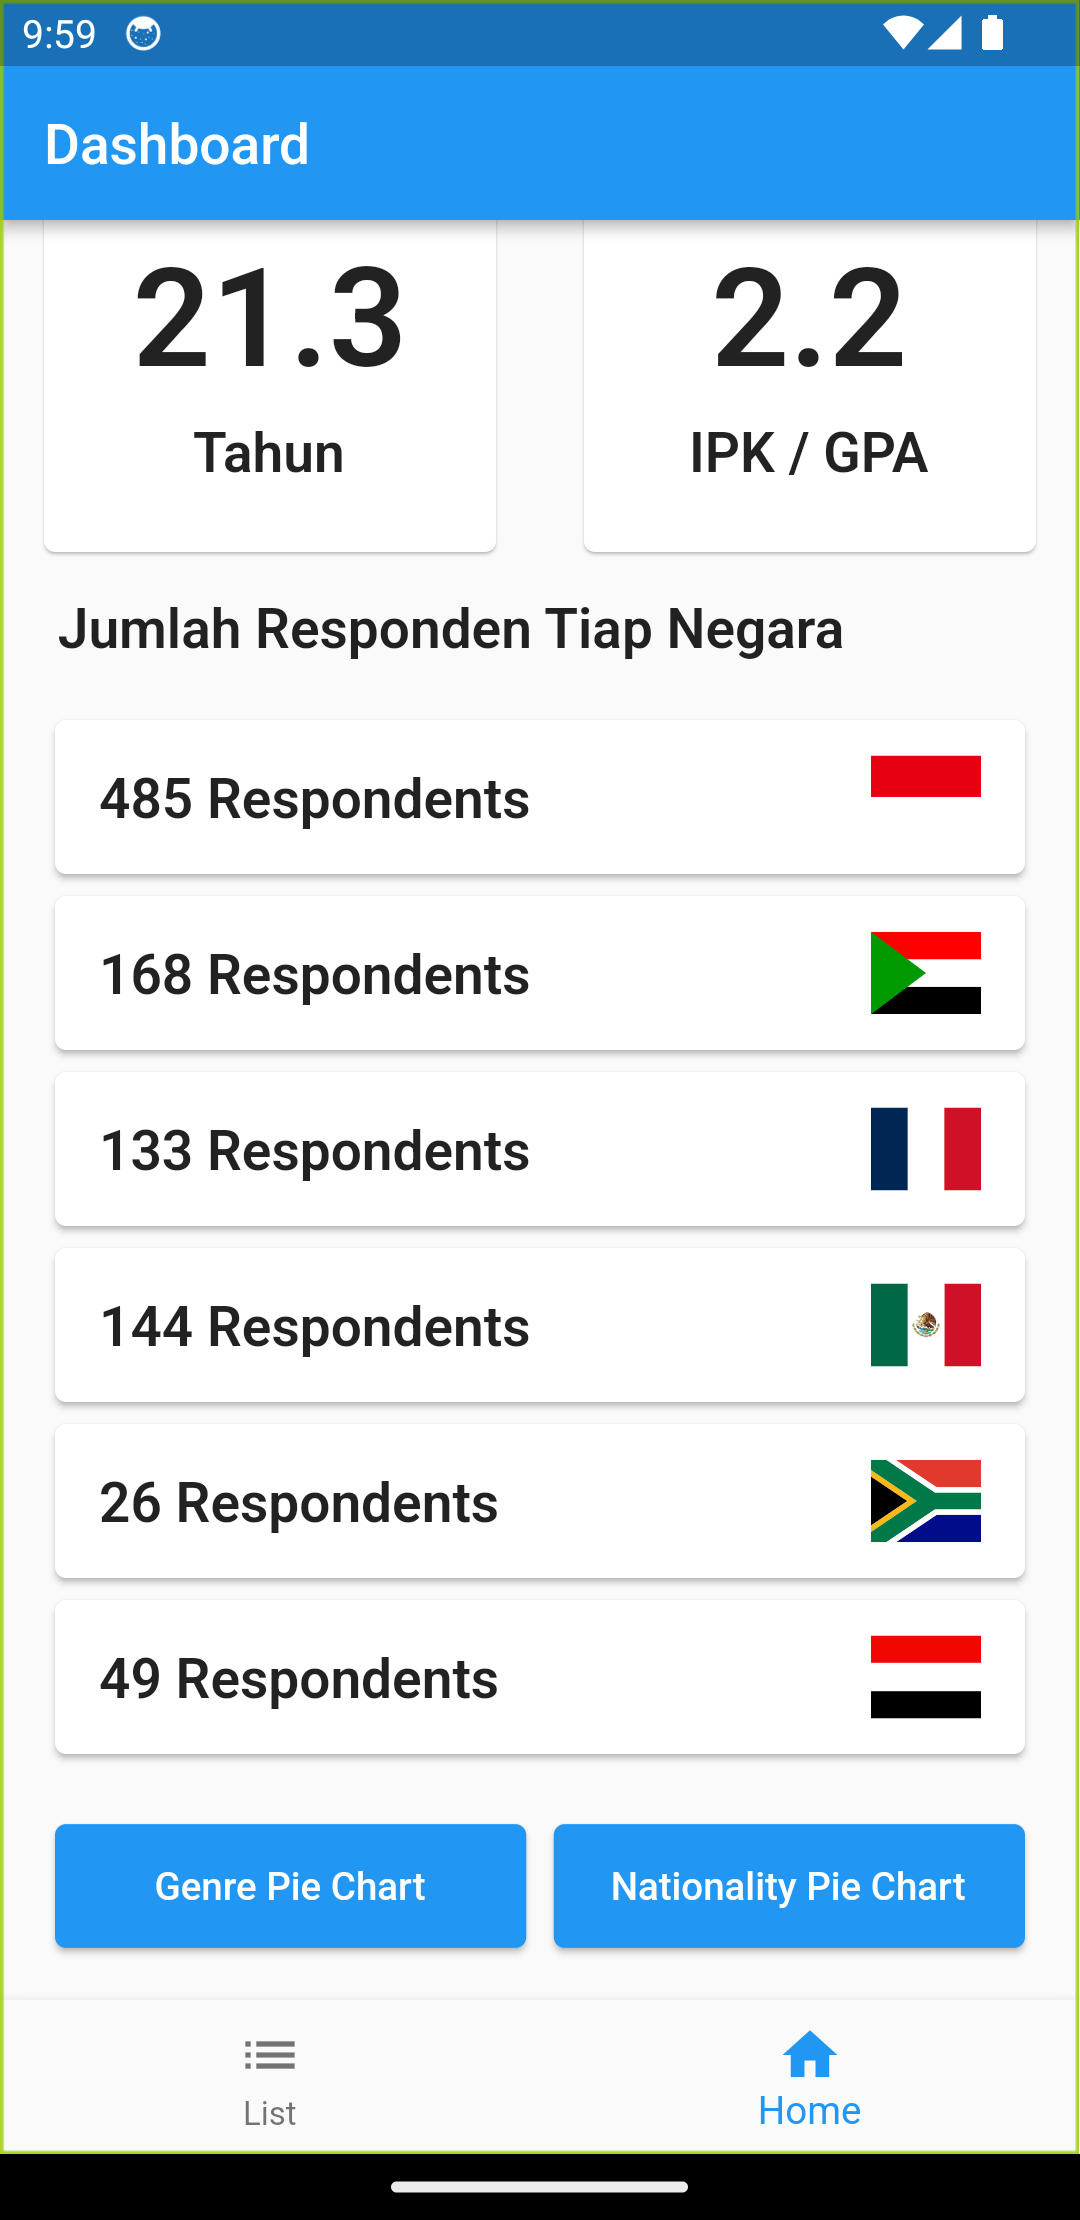 9:59
Dashboard
21.3
2.2
Tahun
IPK / GPA
Jumlah Responden Tiap Negara
485 Respondents
168 Respondents
133 Respondents
144 Respondents
26 Respondents
49 Respondents
Genre Pie Chart
Nationality Pie Chart
List
Home